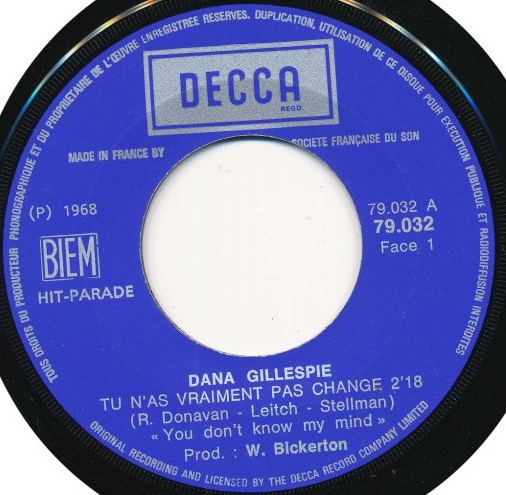 TOUS DROITS DU PRODUCTEUR PHONOGRAPHIQUE ET DU PROPRIETAIRE DE L'ŒUVRE ENREGISTREE RESERVES. DUPLICATION, UTILISATION DE CE DISQUE POUR EXECUTION PUBLIQUE ET RADIODIFFUSION INTERDITES
DECCA
REGD.
MADE IN FRANCE BY
SOCIETE FRANÇAISE DU SON
(P) 1968
79.032 A
79.032
Face 1
BIEM
HIT-PARADE
DANA GILLESPIE
TU N'AS VRAIMENT PAS CHANGE 2'18
(R. Donavan - Leitch - Stellman)
« You don't know my mind »
Prod. : W. Bickerton
ORIGINAL RECORDING AND LICENSED BY THE DECCA RECORD COMPANY LIMITED